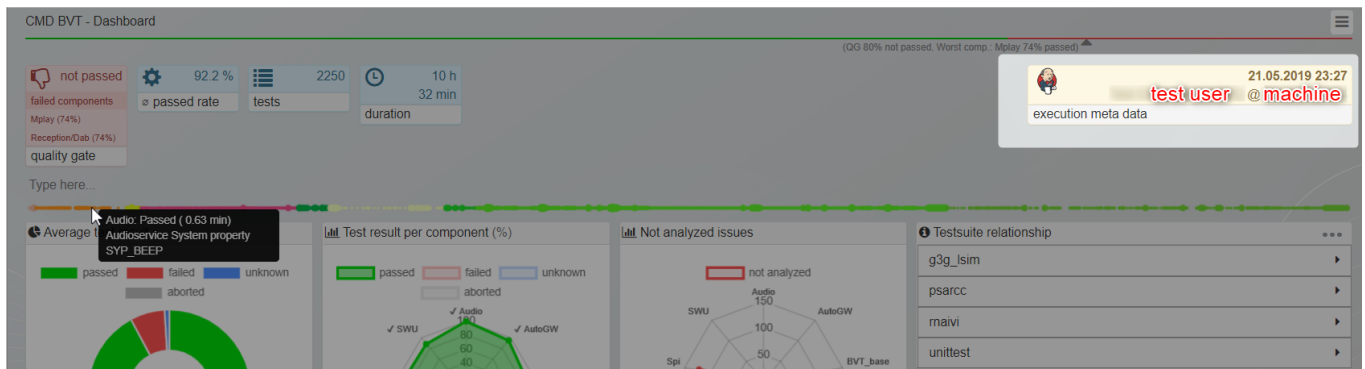 CMD BVT - Dashboard
(QG 80% not passed. Worst comp.: Mplay 74% passed)
not passed
failed components
Mplay (74%)
Reception/Dab (74%)
quality gate
92.2 %
ø passed rate
2250
tests
10 h
32 min
duration
21.05.2019 23:27
test user @ machine
execution meta data
Type here...
Audio: Passed ( 0.63 min)
Audioservice System property
SYP_BEEP
Average t
passed failed unknown
aborted
Test result per component (%)
passed failed unknown
aborted
✓ Audio
✓ SWU
✓ AutoGW
100
80
60
40
Not analyzed issues
not analyzed
Audio
150
SWU
AutoGW
100
50
Spi
BVT_base
Testsuite relationship
g3g_lsim
psarcc
rnaivi
unittest